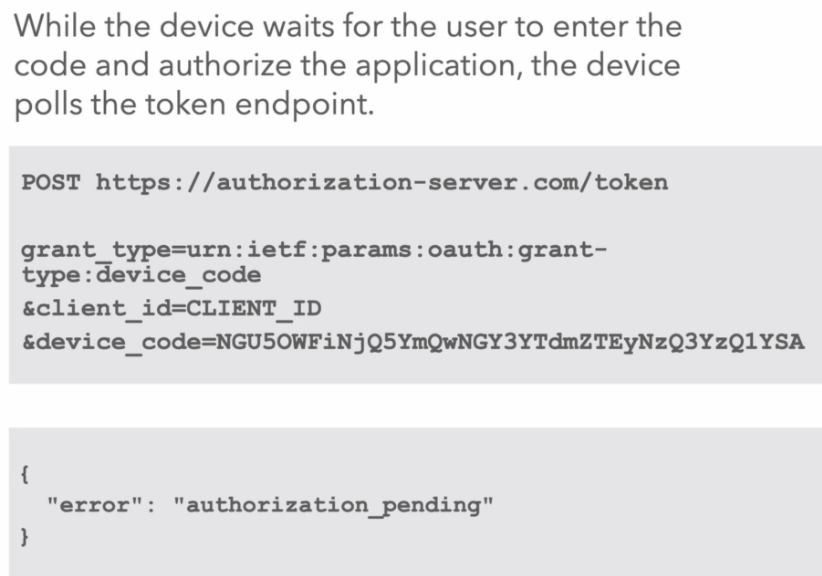 While the device waits for the user to enter the
code and authorize the application, the device
polls the token endpoint.
POST https://authorization-server.com/token
grant_type=urn:ietf:params:oauth:grant-
type:device_code
&client_id=CLIENT_ID
&device_code=NGU5OWFiNjQ5YmQwNGY3YTdmZTEyNzQ3YzQ1YSA
{
"error": "authorization_pending"
}